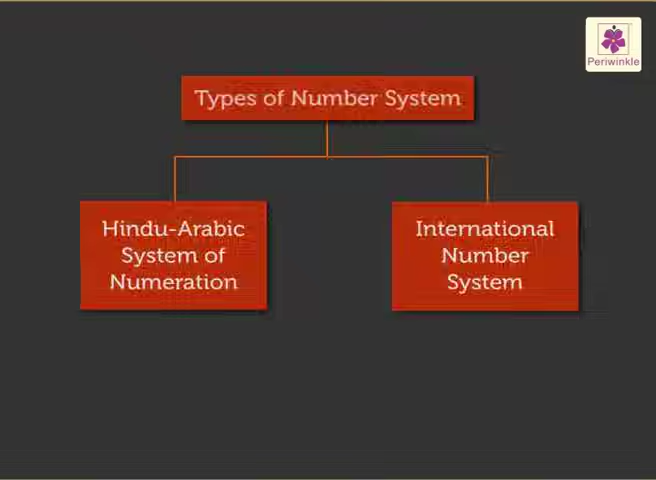 Periwinkle
Types of Number System
Hindu-Arabic
System of
Numeration
International
Number
System